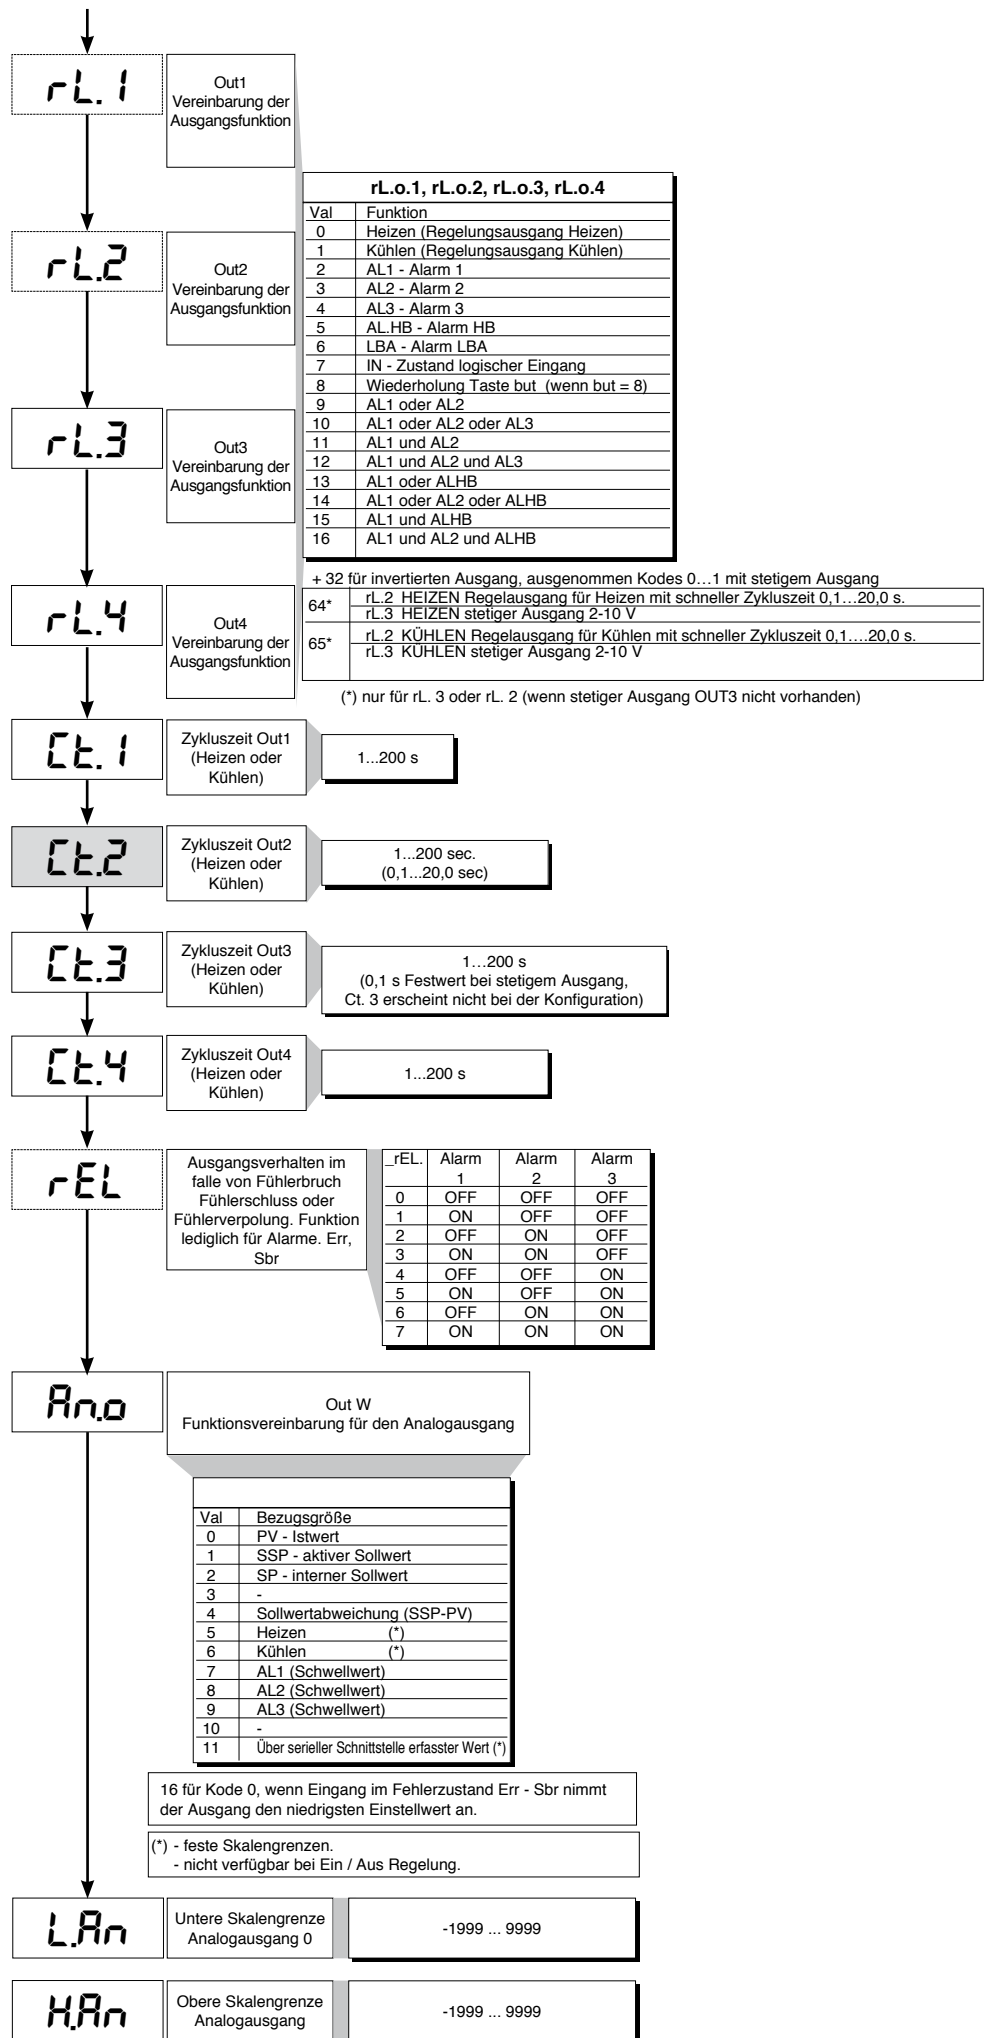 rL.1
Out1
Vereinbarung der
Ausgangsfunktion
rL.o.1, rL.o.2, rL.o.3, rL.o.4
Val Funktion
0 Heizen (Regelungsausgang Heizen)
1 Kühlen (Regelungsausgang Kühlen)
2 AL1 - Alarm 1
3 AL2 - Alarm 2
4 AL3 - Alarm 3
5 AL.HB - Alarm HB
6 LBA - Alarm LBA
7 IN - Zustand logischer Eingang
8 Wiederholung Taste but (wenn but = 8)
9 AL1 oder AL2
10 AL1 oder AL2 oder AL3
11 AL1 und AL2
12 AL1 und AL2 und AL3
13 AL1 oder ALHB
14 AL1 oder AL2 oder ALHB
15 AL1 und ALHB
16 AL1 und AL2 und ALHB
rL.2
Out2
Vereinbarung der
Ausgangsfunktion
rL.3
Out3
Vereinbarung der
Ausgangsfunktion
rL.4
Out4
Vereinbarung der
Ausgangsfunktion
+ 32 für invertierten Ausgang, ausgenommen Kodes 0…1 mit stetigem Ausgang
64* rL.2 HEIZEN Regelausgang für Heizen mit schneller Zykluszeit 0,1…20,0 s.
rL.3 HEIZEN stetiger Ausgang 2-10 V
65* rL.2 KÜHLEN Regelausgang für Kühlen mit schneller Zykluszeit 0,1….20,0 s.
rL.3 KÜHLEN stetiger Ausgang 2-10 V
(*) nur für rL. 3 oder rL. 2 (wenn stetiger Ausgang OUT3 nicht vorhanden)
Ct.1
Zykluszeit Out1
(Heizen oder
Kühlen)
1...200 s
Ct.2
Zykluszeit Out2
(Heizen oder
Kühlen)
1...200 sec.
(0,1...20,0 sec)
Ct.3
Zykluszeit Out3
(Heizen oder
Kühlen)
1…200 s
(0,1 s Festwert bei stetigem Ausgang,
Ct. 3 erscheint nicht bei der Konfiguration)
Ct.4
Zykluszeit Out4
(Heizen oder
Kühlen)
1...200 s
rEL
Ausgangsverhalten im
falle von Fühlerbruch
Fühlerschluss oder
Fühlerverpolung. Funktion
lediglich für Alarme. Err,
Sbr
_rEL. Alarm Alarm Alarm
1 2 3
0 OFF OFF OFF
1 ON OFF OFF
2 OFF ON OFF
3 ON ON OFF
4 OFF OFF ON
5 ON OFF ON
6 OFF ON ON
7 ON ON ON
An.o
Out W
Funktionsvereinbarung für den Analogausgang
Val Bezugsgröße
0 PV - Istwert
1 SSP - aktiver Sollwert
2 SP - interner Sollwert
3 -
4 Sollwertabweichung (SSP-PV)
5 Heizen (*)
6 Kühlen (*)
7 AL1 (Schwellwert)
8 AL2 (Schwellwert)
9 AL3 (Schwellwert)
10 -
11 Über serieller Schnittstelle erfasster Wert (*)
16 für Kode 0, wenn Eingang im Fehlerzustand Err - Sbr nimmt
der Ausgang den niedrigsten Einstellwert an.
(*) - feste Skalengrenzen.
- nicht verfügbar bei Ein / Aus Regelung.
L.An
Untere Skalengrenze
Analogausgang 0
-1999 ... 9999
H.An
Obere Skalengrenze
Analogausgang
-1999 ... 9999